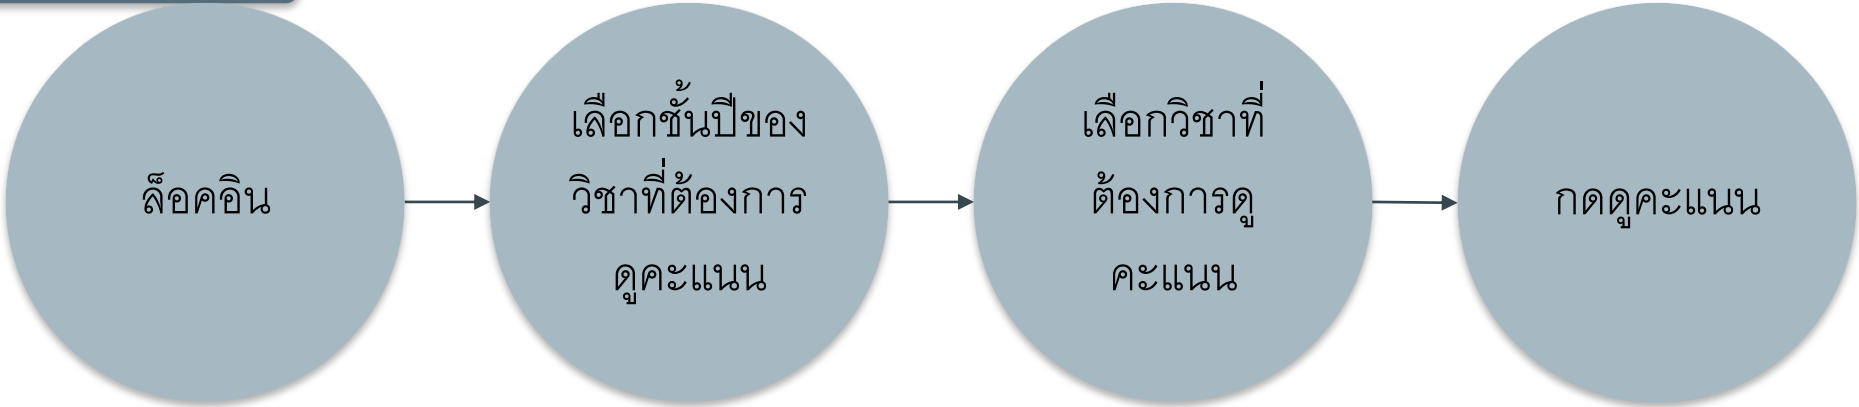 ล็อคอิน
เลือกชั้นปีของ
วิชาที่ต้องการ
ดูคะแนน
เลือกวิชาที่
ต้องการดู
คะแนน
กดดูคะแนน